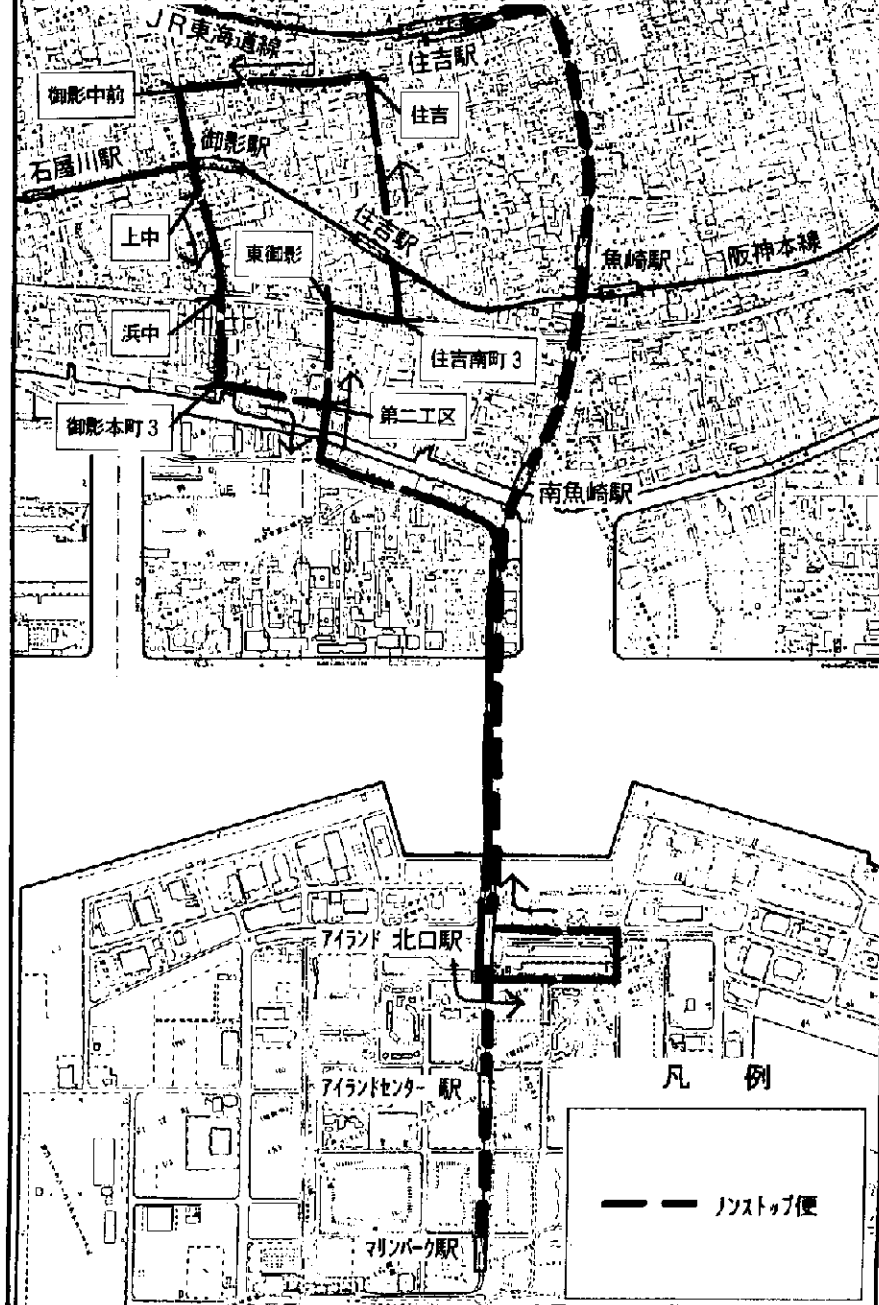 JR東海道線
住吉駅
御影中前
住吉
御影駅
石屋川駅
住吉駅
上中
東御影
魚崎駅
阪神本線
浜中
住吉南町3
御影本町3
第二工区
南魚崎駅
アイランド 北口駅
アイランドセンター 駅
凡 例
ノンストップ便
マリンパーク駅